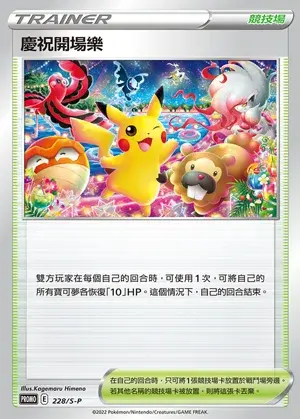 TRAINER
競技場
慶祝開場樂
雙方玩家在每個自己的回合時，可使用1次，可將自己的
所有寶可夢各恢復「10」HP。這個情況下，自己的回合結束。
Illus.Kagemaru Himeno
PROMO E 228/S-P
在自己的回合時，只可將1張競技場卡放置於戰鬥場旁邊。
若其他名稱的競技場卡被放置，則將這張卡丟棄。
©2022 Pokémon/Nintendo/Creatures/GAME FREAK.